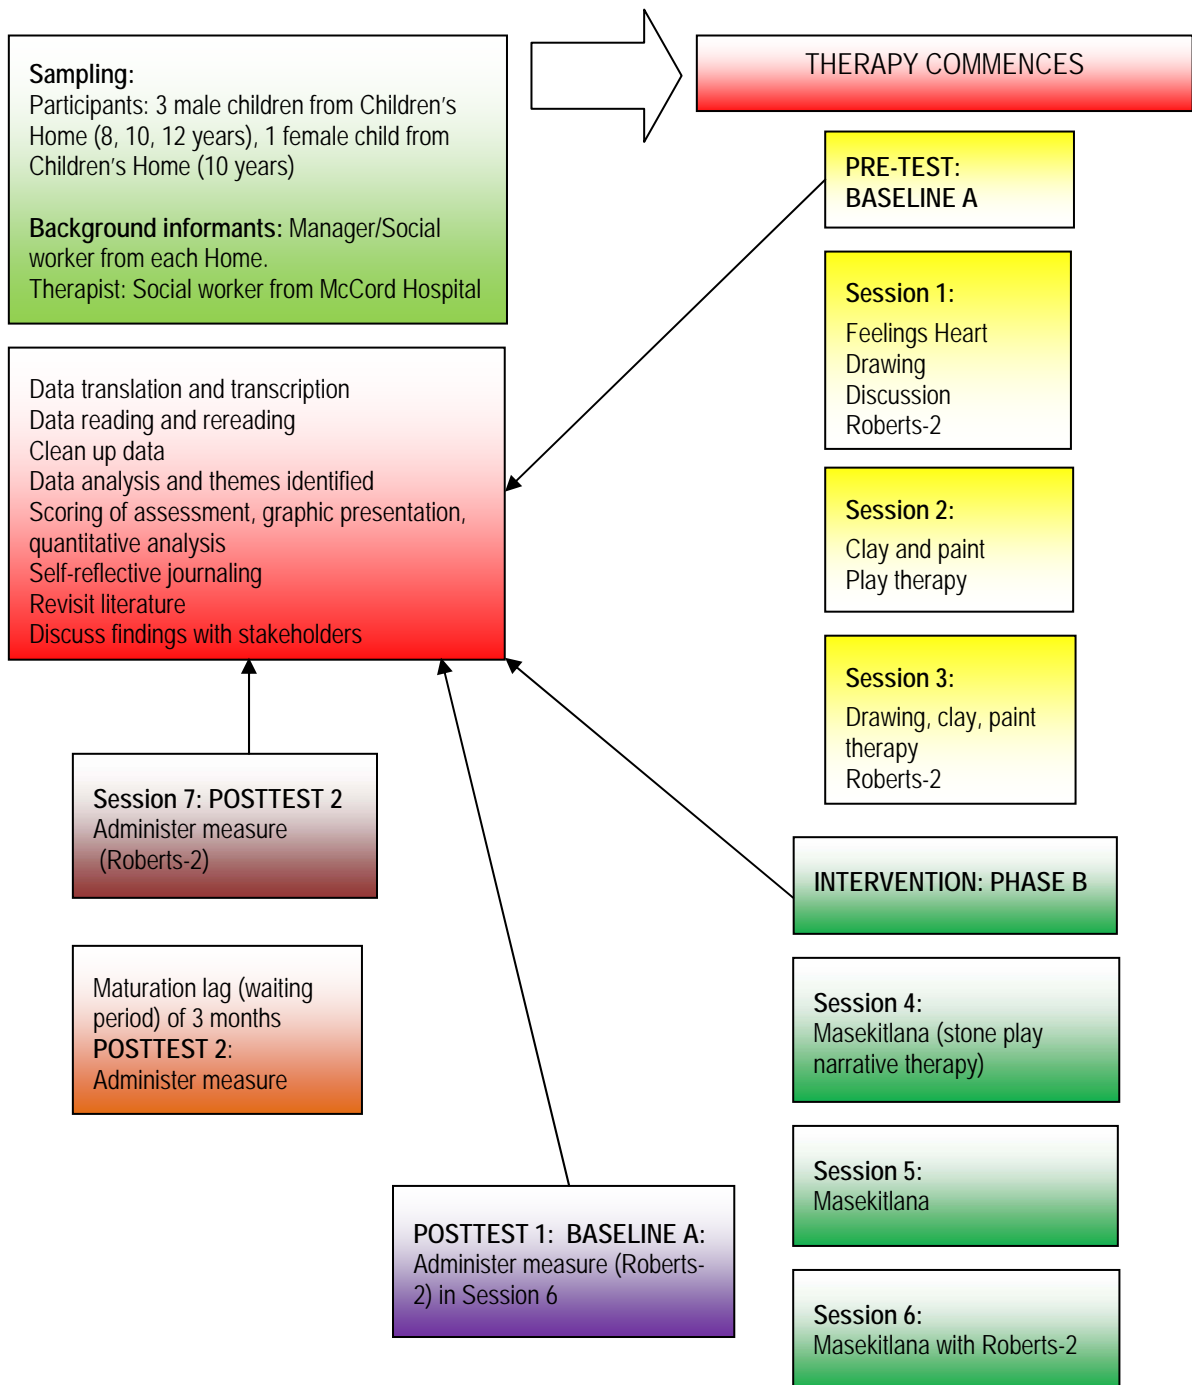 Sampling:
Participants: 3 male children from Children's
Home (8, 10, 12 years), 1 female child from
Children's Home (10 years)
Background informants: Manager/Social
worker from each Home.
Therapist: Social worker from McCord Hospital
THERAPY COMMENCES
PRE-TEST:
BASELINE A
Session 1:
Feelings Heart
Drawing
Discussion
Roberts-2
Session 2:
Clay and paint
Play therapy
Session 3:
Drawing, clay, paint
therapy
Roberts-2
Data translation and transcription
Data reading and rereading
Clean up data
Data analysis and themes identified
Scoring of assessment, graphic presentation,
quantitative analysis
Self-reflective journaling
Revisit literature
Discuss findings with stakeholders
INTERVENTION: PHASE B
Session 4:
Masekitlana (stone play
narrative therapy)
Session 5:
Masekitlana
Session 6:
Masekitlana with Roberts-2
POSTTEST 1:  BASELINE A:
Administer measure (Roberts-
2) in Session 6
Session 7: POSTTEST 2
Administer measure
(Roberts-2)
Maturation lag (waiting
period) of 3 months
POSTTEST 2:
Administer measure